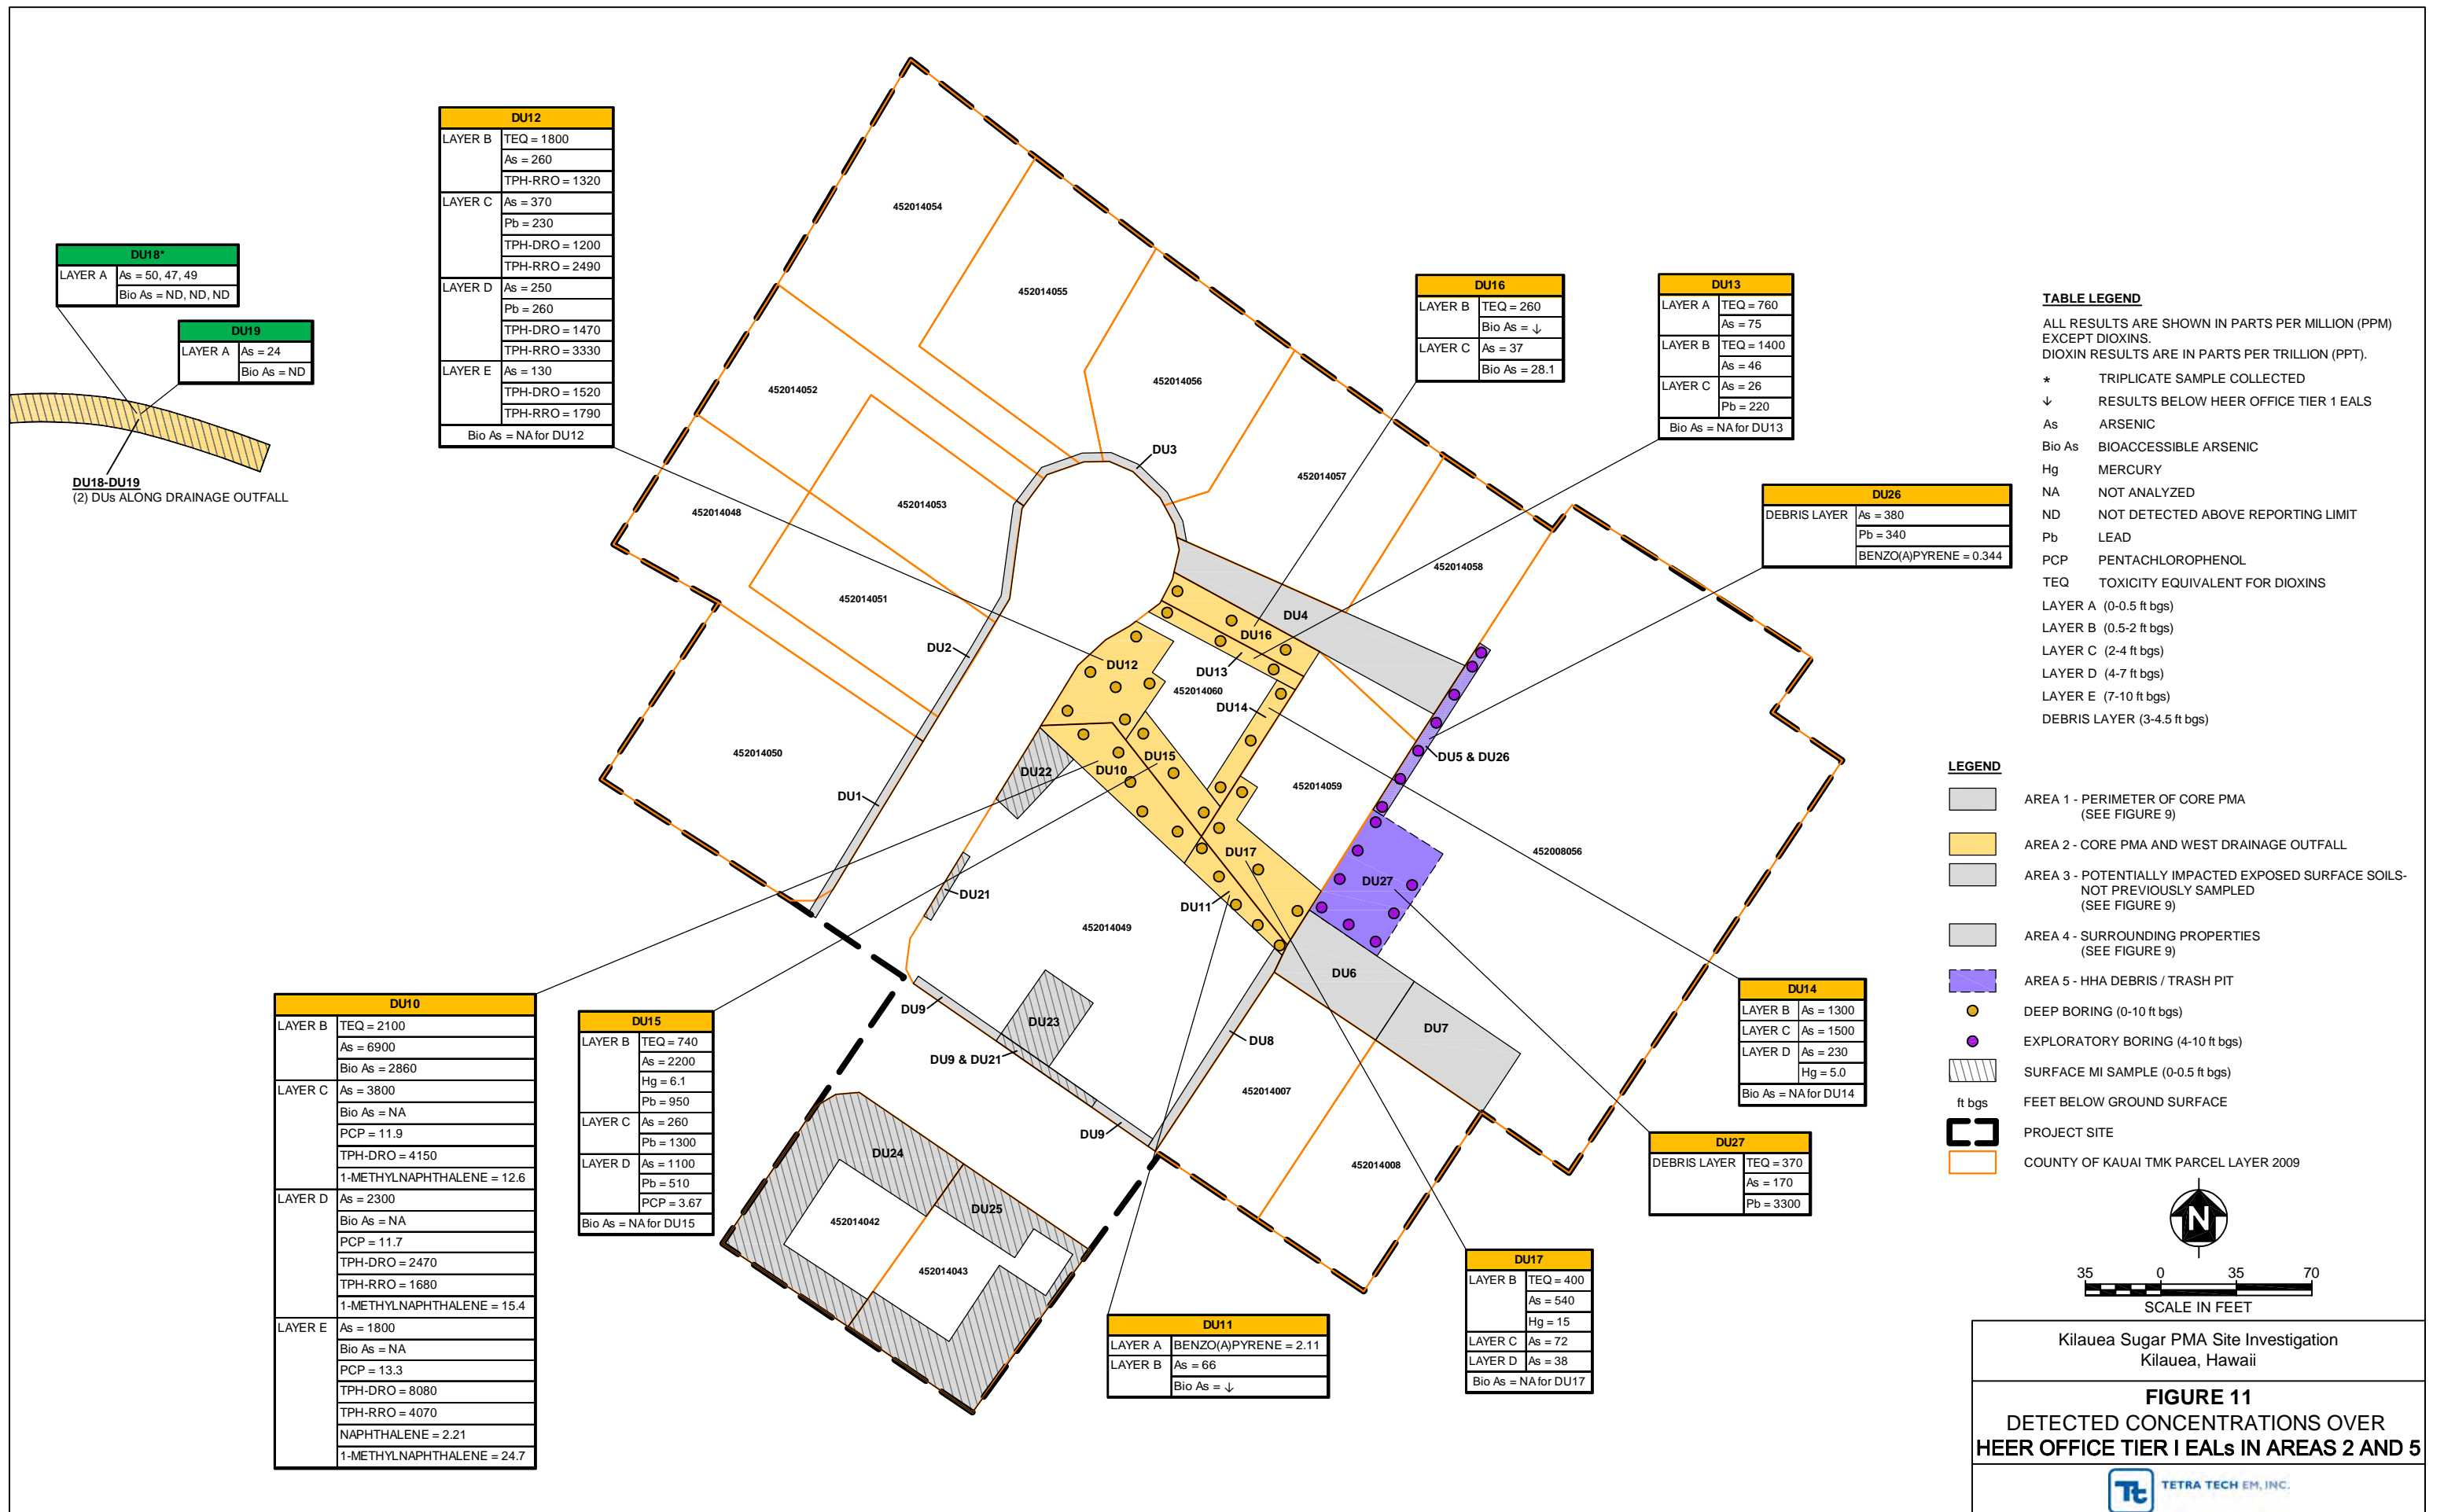 DU12
LAYER B TEQ = 1800
As = 260
TPH-RRO = 1320
LAYER C As = 370
Pb = 230
TPH-DRO = 1200
TPH-RRO = 2490
LAYER D As = 250
Pb = 260
TPH-DRO = 1470
TPH-RRO = 3330
LAYER E As = 130
TPH-DRO = 1520
TPH-RRO = 1790
Bio As = NA for DU12
DU18*
LAYER A As = 50, 47, 49
Bio As = ND, ND, ND
DU19
LAYER A As = 24
Bio As = ND
DU18-DU19
(2) DUs ALONG DRAINAGE OUTFALL
DU16
LAYER B TEQ = 260
Bio As = ↓
LAYER C As = 37
Bio As = 28.1
DU13
LAYER A TEQ = 760
As = 75
LAYER B TEQ = 1400
As = 46
LAYER C As = 26
Pb = 220
Bio As = NA for DU13
DU26
DEBRIS LAYER As = 380
Pb = 340
BENZO(A)PYRENE = 0.344
452014054
452014055
452014052
452014056
DU3
452014057
452014053
452014048
452014058
452014051
DU4
DU16
DU2
DU12
DU13
452014060
DU14
452014050
DU15
DU5 & DU26
DU22
DU10
452014059
DU1
DU17
452008056
DU27
DU21
DU11
452014049
DU6
DU9
DU23
DU7
DU8
DU9 & DU21
452014007
DU9
DU24
452014008
DU25
452014042
452014043
DU10
LAYER B TEQ = 2100
As = 6900
Bio As = 2860
LAYER C As = 3800
Bio As = NA
PCP = 11.9
TPH-DRO = 4150
1-METHYLNAPHTHALENE = 12.6
LAYER D As = 2300
Bio As = NA
PCP = 11.7
TPH-DRO = 2470
TPH-RRO = 1680
1-METHYLNAPHTHALENE = 15.4
LAYER E As = 1800
Bio As = NA
PCP = 13.3
TPH-DRO = 8080
TPH-RRO = 4070
NAPHTHALENE = 2.21
1-METHYLNAPHTHALENE = 24.7
DU15
LAYER B TEQ = 740
As = 2200
Hg = 6.1
Pb = 950
LAYER C As = 260
Pb = 1300
LAYER D As = 1100
Pb = 510
PCP = 3.67
Bio As = NA for DU15
DU11
LAYER A BENZO(A)PYRENE = 2.11
LAYER B As = 66
Bio As = ↓
DU17
LAYER B TEQ = 400
As = 540
Hg = 15
LAYER C As = 72
LAYER D As = 38
Bio As = NA for DU17
DU14
LAYER B As = 1300
LAYER C As = 1500
LAYER D As = 230
Hg = 5.0
Bio As = NA for DU14
DU27
DEBRIS LAYER TEQ = 370
As = 170
Pb = 3300
TABLE LEGEND
ALL RESULTS ARE SHOWN IN PARTS PER MILLION (PPM)
EXCEPT DIOXINS.
DIOXIN RESULTS ARE IN PARTS PER TRILLION (PPT).
* TRIPLICATE SAMPLE COLLECTED
↓ RESULTS BELOW HEER OFFICE TIER 1 EALS
As ARSENIC
Bio As BIOACCESSIBLE ARSENIC
Hg MERCURY
NA NOT ANALYZED
ND NOT DETECTED ABOVE REPORTING LIMIT
Pb LEAD
PCP PENTACHLOROPHENOL
TEQ TOXICITY EQUIVALENT FOR DIOXINS
LAYER A (0-0.5 ft bgs)
LAYER B (0.5-2 ft bgs)
LAYER C (2-4 ft bgs)
LAYER D (4-7 ft bgs)
LAYER E (7-10 ft bgs)
DEBRIS LAYER (3-4.5 ft bgs)
LEGEND
AREA 1 - PERIMETER OF CORE PMA
(SEE FIGURE 9)
AREA 2 - CORE PMA AND WEST DRAINAGE OUTFALL
AREA 3 - POTENTIALLY IMPACTED EXPOSED SURFACE SOILS-
NOT PREVIOUSLY SAMPLED
(SEE FIGURE 9)
AREA 4 - SURROUNDING PROPERTIES
(SEE FIGURE 9)
AREA 5 - HHA DEBRIS / TRASH PIT
DEEP BORING (0-10 ft bgs)
EXPLORATORY BORING (4-10 ft bgs)
SURFACE MI SAMPLE (0-0.5 ft bgs)
ft bgs FEET BELOW GROUND SURFACE
PROJECT SITE
COUNTY OF KAUAI TMK PARCEL LAYER 2009
N
35 0 35 70
SCALE IN FEET
Kilauea Sugar PMA Site Investigation
Kilauea, Hawaii
FIGURE 11
DETECTED CONCENTRATIONS OVER
HEER OFFICE TIER I EALs IN AREAS 2 AND 5
Tt TETRA TECH EM, INC.